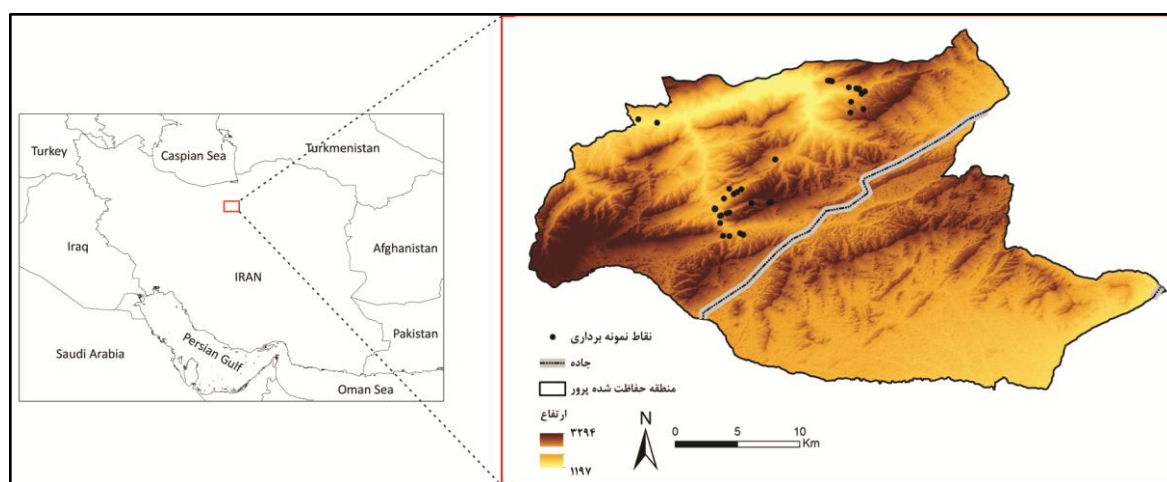 Turkey
Caspian Sea
Turkmenistan
Iraq
Afghanistan
IRAN
Pakistan
Saudi Arabia
Persian Gulf
Oman Sea
نقاط نمونه برداری
جاده
منطقه حفاظت شده پرور
ارتفاع
۳۲۹۴
۱۱۹۷
N
0 5 10
Km